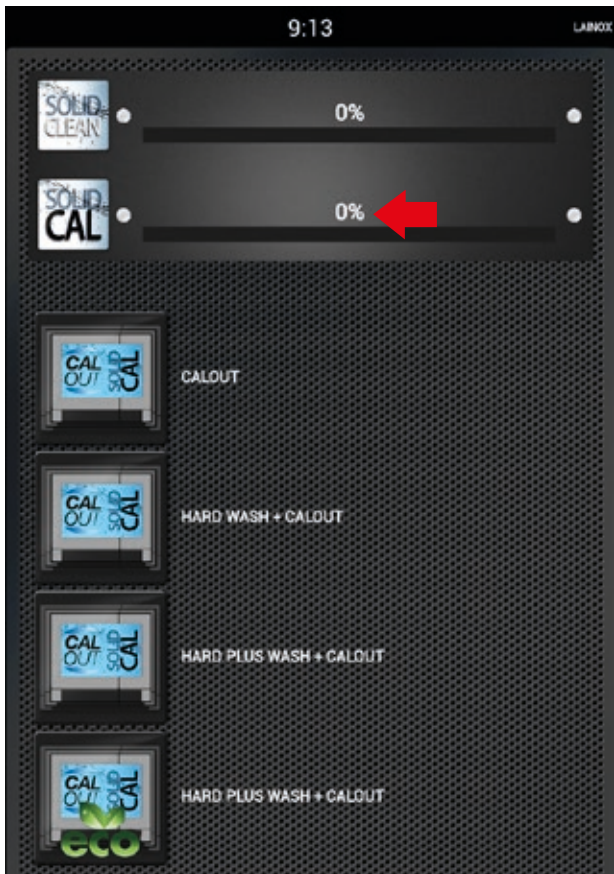 9:13
LAINOX
SOLID
CLEAN
0%
SOLID
CAL
0%
CAL
OUT
SOLID
CAL
CALOUT
CAL
OUT
SOLID
CAL
HARD WASH + CALOUT
CAL
OUT
SOLID
CAL
HARD PLUS WASH + CALOUT
CAL
OUT
SOLID
CAL
eco
HARD PLUS WASH + CALOUT